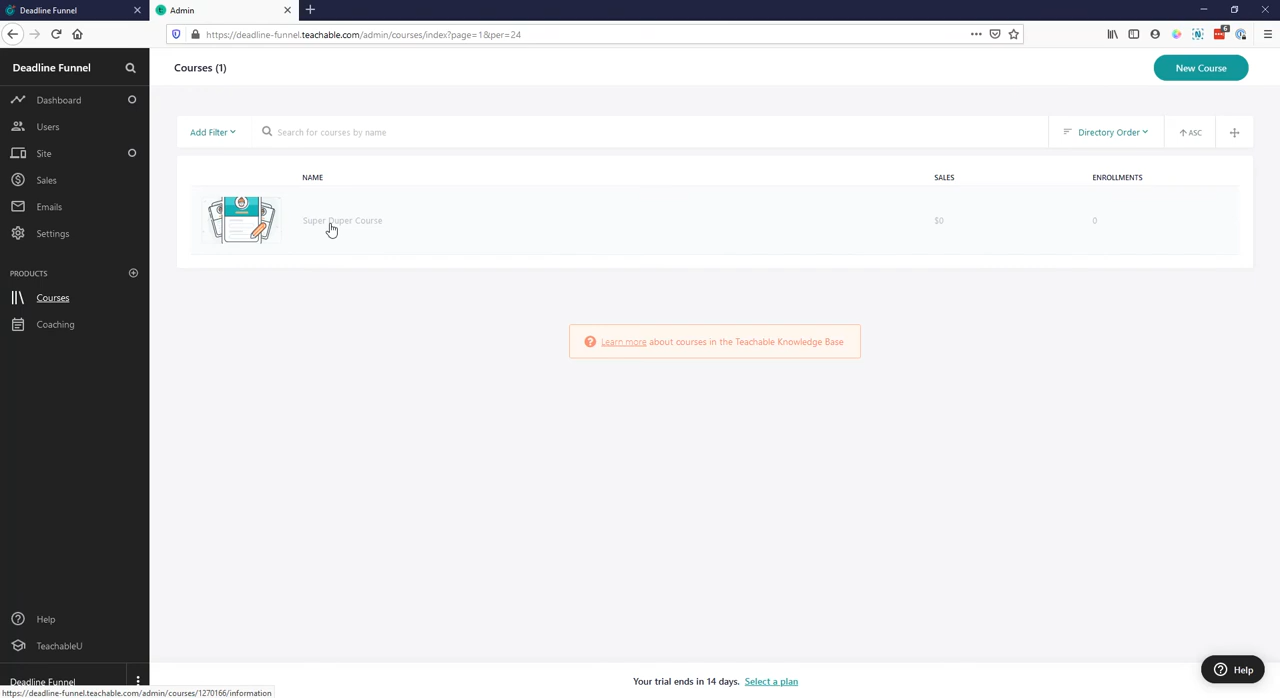 Deadline Funnel
Admin
https://deadline-funnel.teachable.com/admin/courses/index?page=1&per=24
6
Deadline Funnel
Courses (1)
New Course
Dashboard
Users
Site
Sales
Emails
Settings
PRODUCTS
Courses
Coaching
Add Filter
Search for courses by name
Directory Order
ASC
NAME
SALES
ENROLLMENTS
Super Duper Course
$0
0
Learn more about courses in the Teachable Knowledge Base
Help
TeachableU
Deadline Funnel
https://deadline-funnel.teachable.com/admin/courses/1270166/information
Your trial ends in 14 days. Select a plan
Help